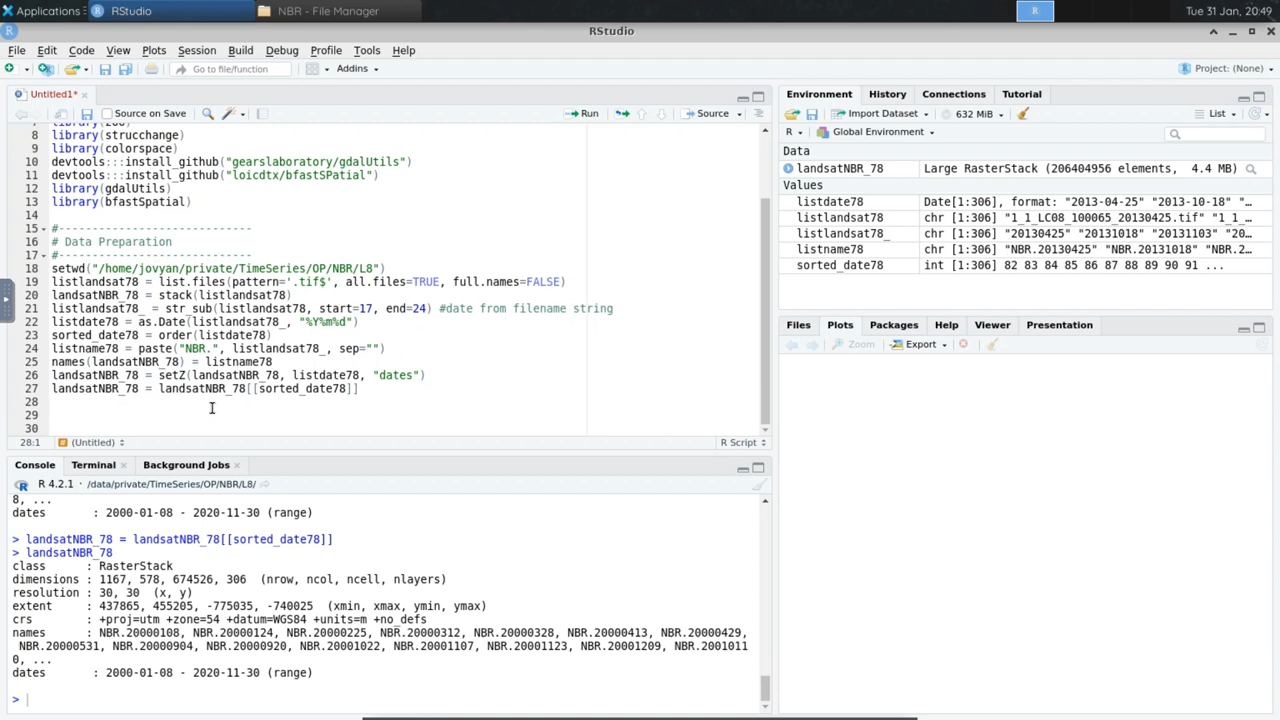 Applications RStudio NBR - File Manager Tue 31 Jan, 20:49
RStudio
File Edit Code View Plots Session Build Debug Profile Tools Help
Go to file/function Addins Project: (None)
Untitled1*
Source on Save Run Source
7 library(zoo)
8 library(strucchange)
9 library(colorspace)
10 devtools:::install_github("gearslaboratory/gdalUtils")
11 devtools:::install_github("loicdtx/bfastSPatial")
12 library(gdalUtils)
13 library(bfastSpatial)
14
15 #-----------------------------
16 # Data Preparation
17 #-----------------------------
18 setwd("/home/jovyan/private/TimeSeries/OP/NBR/L8")
19 listlandsat78 = list.files(pattern='.tif$', all.files=TRUE, full.names=FALSE)
20 landsatNBR_78 = stack(listlandsat78)
21 listlandsat78_ = str_sub(listlandsat78, start=17, end=24) #date from filename string
22 listdate78 = as.Date(listlandsat78_, "%Y%m%d")
23 sorted_date78 = order(listdate78)
24 listname78 = paste("NBR.", listlandsat78_, sep="")
25 names(landsatNBR_78) = listname78
26 landsatNBR_78 = setZ(landsatNBR_78, listdate78, "dates")
27 landsatNBR_78 = landsatNBR_78[[sorted_date78]]
28
29
30
28:1 (Untitled) R Script
Console Terminal Background Jobs
R 4.2.1 · /data/private/TimeSeries/OP/NBR/L8/
8, ...
dates : 2000-01-08 - 2020-11-30 (range)
> landsatNBR_78 = landsatNBR_78[[sorted_date78]]
> landsatNBR_78
class : RasterStack
dimensions : 1167, 578, 674526, 306 (nrow, ncol, ncell, nlayers)
resolution : 30, 30 (x, y)
extent : 437865, 455205, -775035, -740025 (xmin, xmax, ymin, ymax)
crs : +proj=utm +zone=54 +datum=WGS84 +units=m +no_defs
names : NBR.20000108, NBR.20000124, NBR.20000225, NBR.20000312, NBR.20000328, NBR.20000413, NBR.20000429,
NBR.20000531, NBR.20000904, NBR.20000920, NBR.20001022, NBR.20001107, NBR.20001123, NBR.20001209, NBR.2001011
0, ...
dates : 2000-01-08 - 2020-11-30 (range)
>
Environment History Connections Tutorial
Import Dataset 632 MiB List
R Global Environment
Data
landsatNBR_78 Large RasterStack (206404956 elements, 4.4 MB)
Values
listdate78 Date[1:306], format: "2013-04-25" "2013-10-18" "…
listlandsat78 chr [1:306] "1_1_LC08_100065_20130425.tif" "1_1_…
listlandsat78_ chr [1:306] "20130425" "20131018" "20131103" "20…
listname78 chr [1:306] "NBR.20130425" "NBR.20131018" "NBR.2…
sorted_date78 int [1:306] 82 83 84 85 86 87 88 89 90 91 ...
Files Plots Packages Help Viewer Presentation
Zoom Export